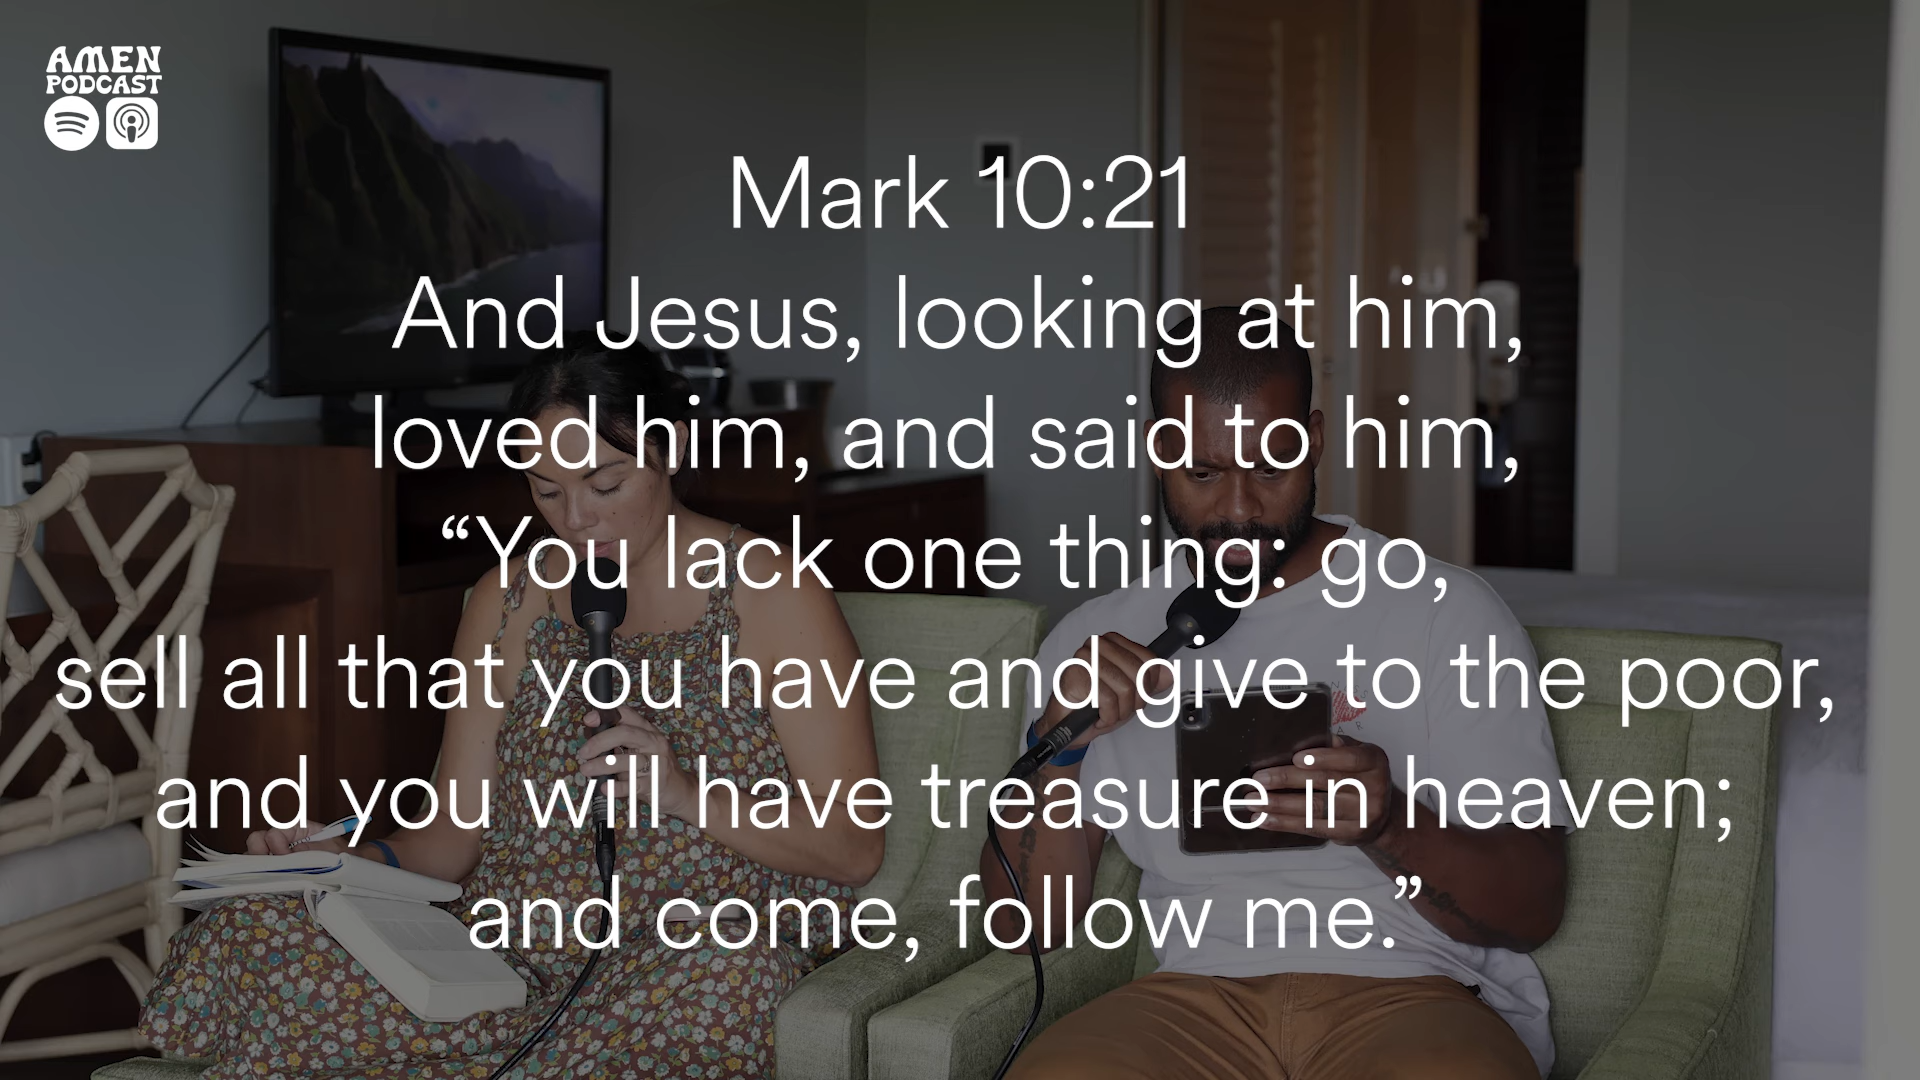 AMEN
PODCAST
Mark 10:21
And Jesus, looking at him,
loved him, and said to him,
“You lack one thing: go,
sell all that you have and give to the poor,
and you will have treasure in heaven;
and come, follow me.”